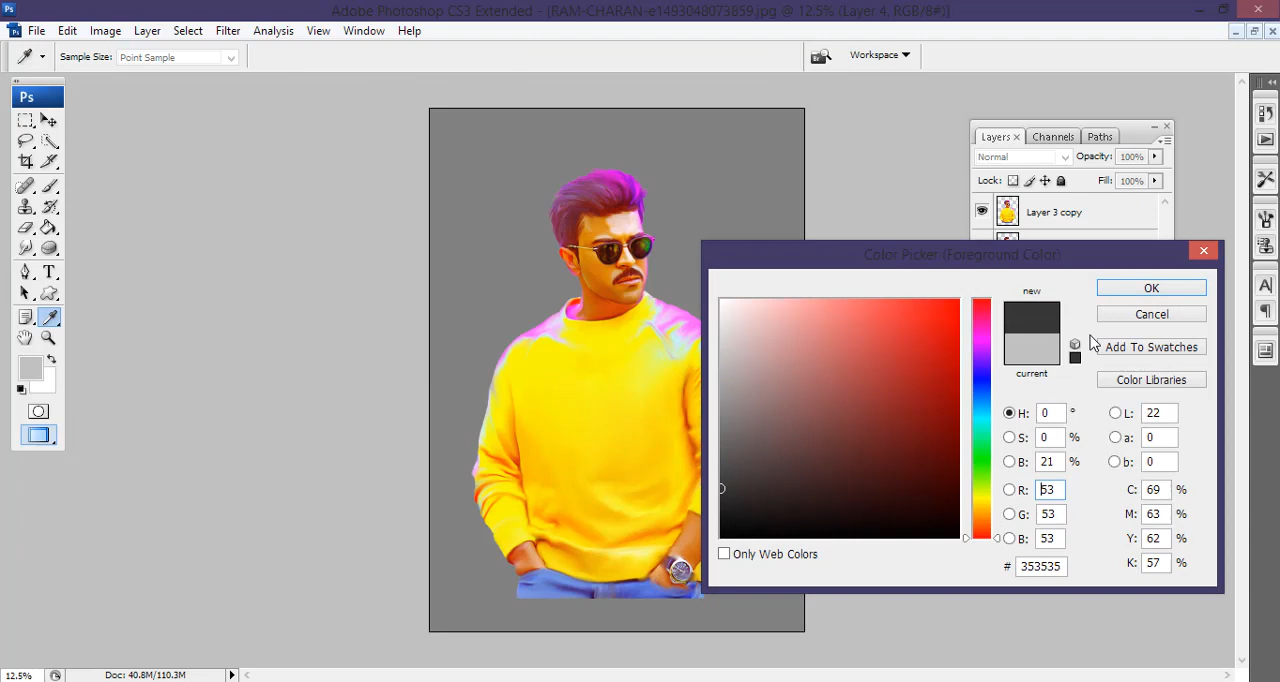 Ps Adobe Photoshop CS3 Extended - [RAM-CHARAN-e1493048073859.jpg @ 12.5% (Layer 4, RGB/8#)]
Ps File Edit Image Layer Select Filter Analysis View Window Help
Sample Size: Point Sample Br Workspace
Ps
Layers Channels Paths
Normal Opacity: 100%
Lock: Fill: 100%
Layer 3 copy
Color Picker (Foreground Color)
new OK
Cancel
Add To Swatches
current Color Libraries
H: 0 ° L: 22
S: 0 % a: 0
B: 21 % b: 0
R: 53 C: 69 %
G: 53 M: 63 %
B: 53 Y: 62 %
Only Web Colors # 353535 K: 57 %
12.5% Doc: 40.8M/110.3M